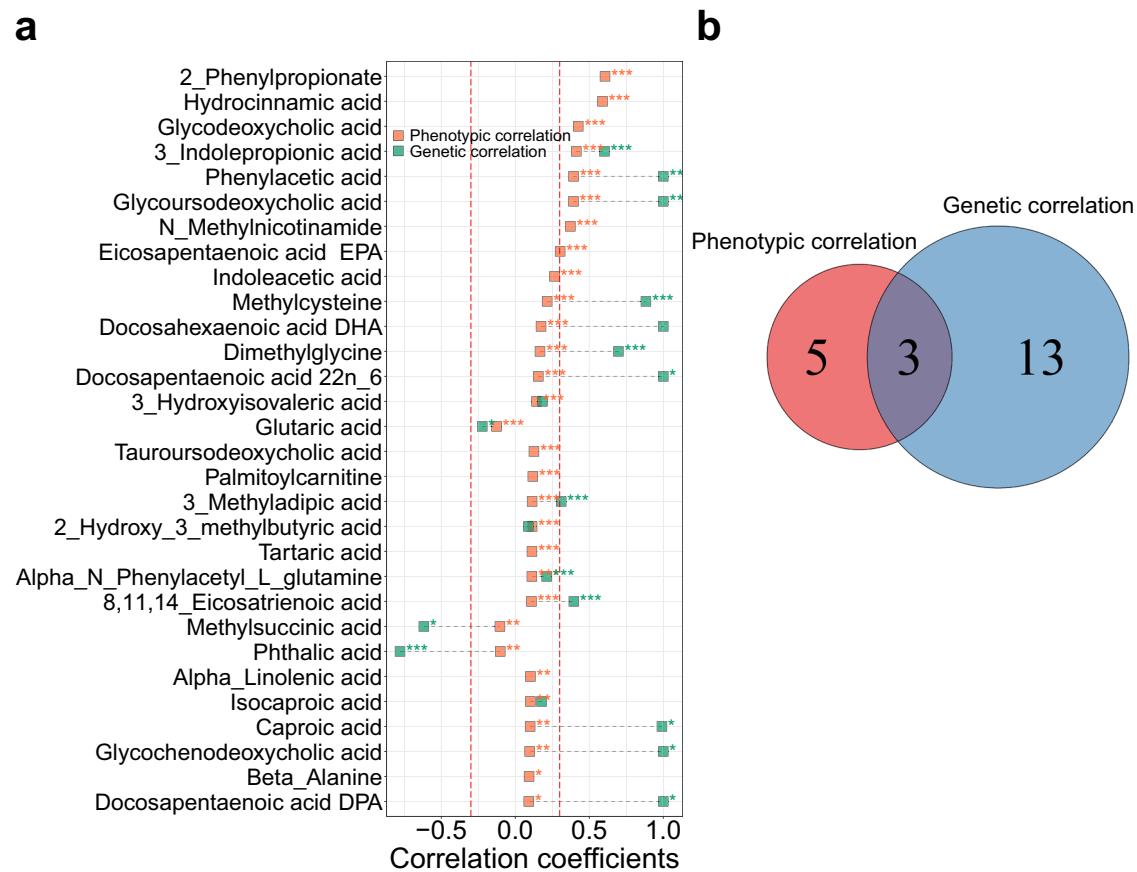 a
b
2_Phenylpropionate ***
Hydrocinnamic acid ***
Glycodeoxycholic acid ***
Phenotypic correlation
3_Indolepropionic acid *** ***
Genetic correlation
Phenylacetic acid *** **
Glycoursodeoxycholic acid *** **
N_Methylnicotinamide ***
Eicosapentaenoic acid EPA ***
Indoleacetic acid ***
Methylcysteine *** ***
Docosahexaenoic acid DHA ***
Dimethylglycine *** ***
Docosapentaenoic acid 22n_6 *** *
3_Hydroxyisovaleric acid ***
Glutaric acid * ***
Tauroursodeoxycholic acid ***
Palmitoylcarnitine ***
3_Methyladipic acid *** ***
2_Hydroxy_3_methylbutyric acid ***
Tartaric acid ***
Alpha_N_Phenylacetyl_L_glutamine *** ***
8,11,14_Eicosatrienoic acid *** ***
Methylsuccinic acid * **
Phthalic acid *** **
Alpha_Linolenic acid **
Isocaproic acid **
Caproic acid ** *
Glycochenodeoxycholic acid ** *
Beta_Alanine *
Docosapentaenoic acid DPA * *
−0.5 0.0 0.5 1.0
Correlation coefficients
Genetic correlation
Phenotypic correlation
5 3 13